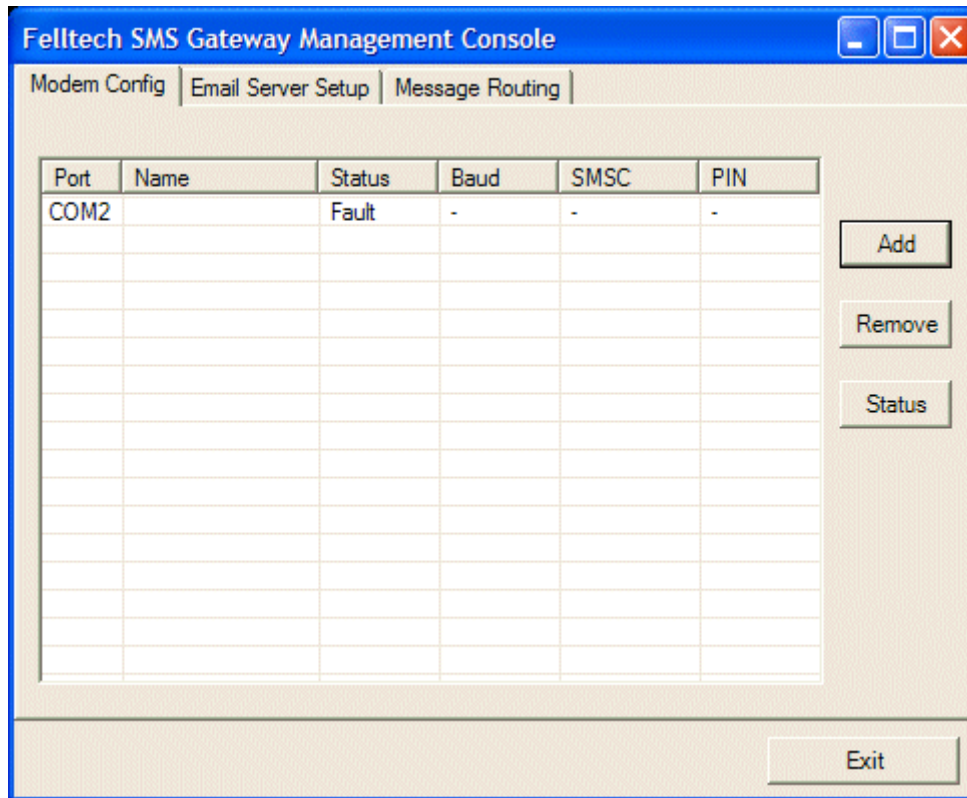 Felltech SMS Gateway Management Console
Modem Config Email Server Setup Message Routing
Port Name Status Baud SMSC PIN
COM2 Fault - - -
Add
Remove
Status
Exit